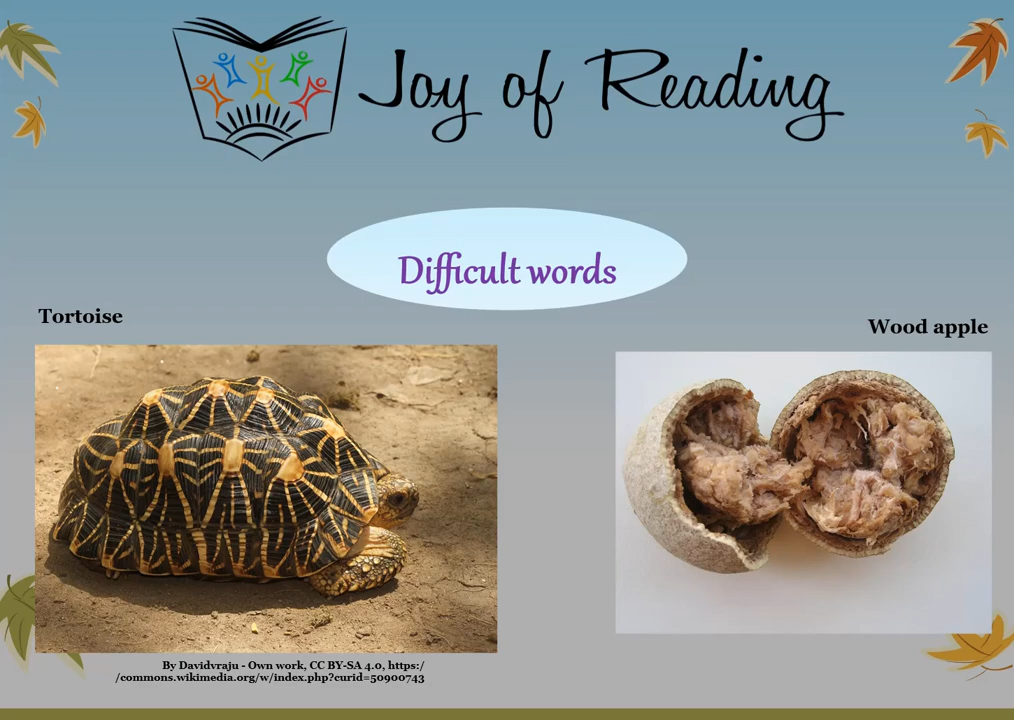 Joy of Reading
Difficult words
Tortoise
Wood apple
By Davidvraju - Own work, CC BY-SA 4.0, https:/
/commons.wikimedia.org/w/index.php?curid=50900743